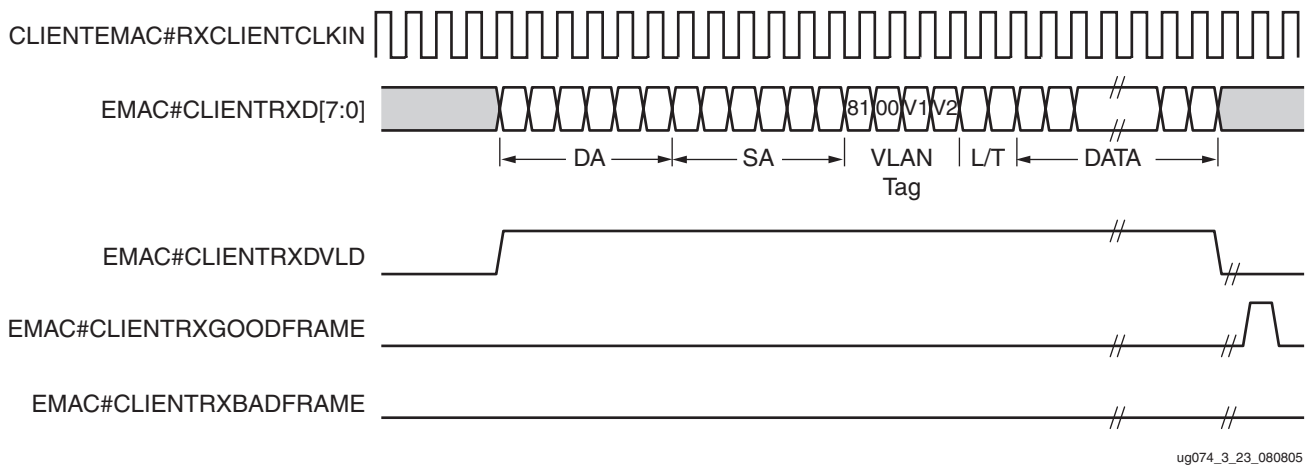 CLIENTEMAC#RXCLIENTCLKIN
EMAC#CLIENTRXD[7:0]
81 00 V1 V2
DA SA VLAN L/T DATA
Tag
EMAC#CLIENTRXDVLD
EMAC#CLIENTRXGOODFRAME
EMAC#CLIENTRXBADFRAME
ug074_3_23_080805